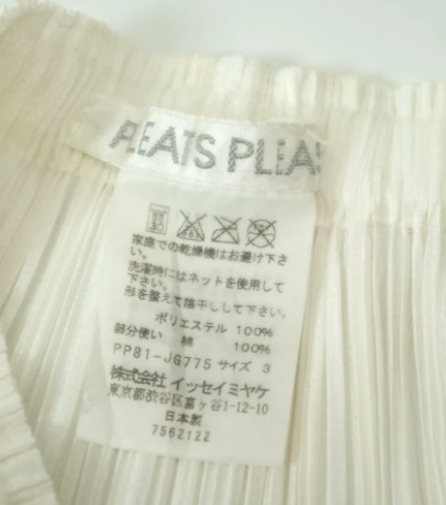 PLEATS PLEAS
家庭での乾燥機はお避け下さ
い。
洗濯時にはネットを使用して
下さい。
形を整えて陰干しして下さい。
ポリエステル 100%
部分使い 綿 100%
PP81-JG775 サイズ 3
株式会社 イッセイミヤケ
東京都渋谷区富ヶ谷1-12-10
日本製
7562122